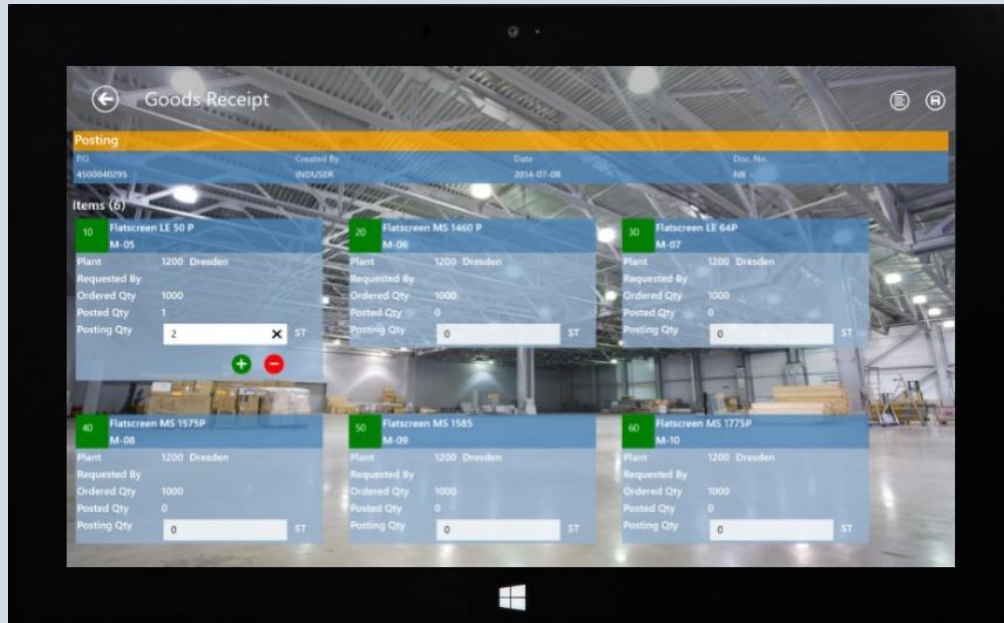 Goods Receipt
Posting
P.O Created By Date Doc. No.
4500040295 INDUSER 2014-07-08 NB -
Items (6)
10 Flatscreen LE 50 P
M-05
Plant 1200 Dresden
Requested By
Ordered Qty 1000
Posted Qty 1
Posting Qty 2 ST
20 Flatscreen MS 1460 P
M-06
Plant 1200 Dresden
Requested By
Ordered Qty 1000
Posted Qty 0
Posting Qty 0 ST
30 Flatscreen LE 64P
M-07
Plant 1200 Dresden
Requested By
Ordered Qty 1000
Posted Qty 0
Posting Qty 0 ST
40 Flatscreen MS 1575P
M-08
Plant 1200 Dresden
Requested By
Ordered Qty 1000
Posted Qty 0
Posting Qty 0 ST
50 Flatscreen MS 1585
M-09
Plant 1200 Dresden
Requested By
Ordered Qty 1000
Posted Qty 0
Posting Qty 0 ST
60 Flatscreen MS 1775P
M-10
Plant 1200 Dresden
Requested By
Ordered Qty 1000
Posted Qty 0
Posting Qty 0 ST